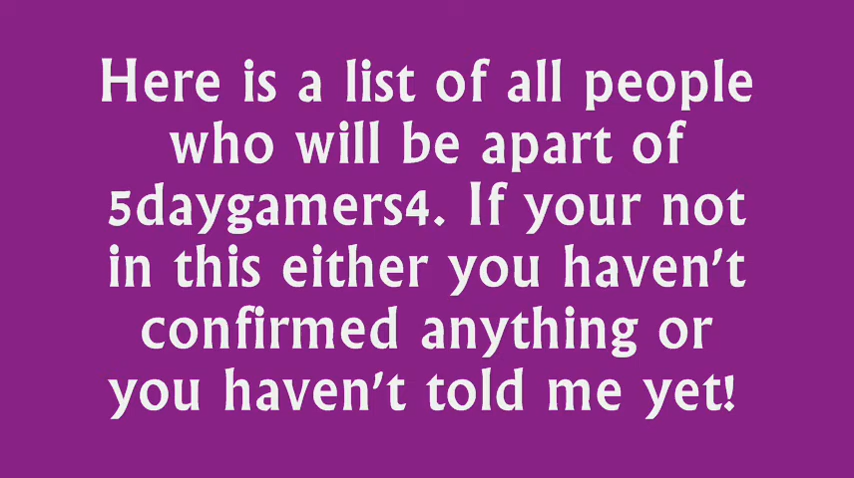 Here is a list of all people
who will be apart of
5daygamers4. If your not
in this either you haven't
confirmed anything or
you haven't told me yet!